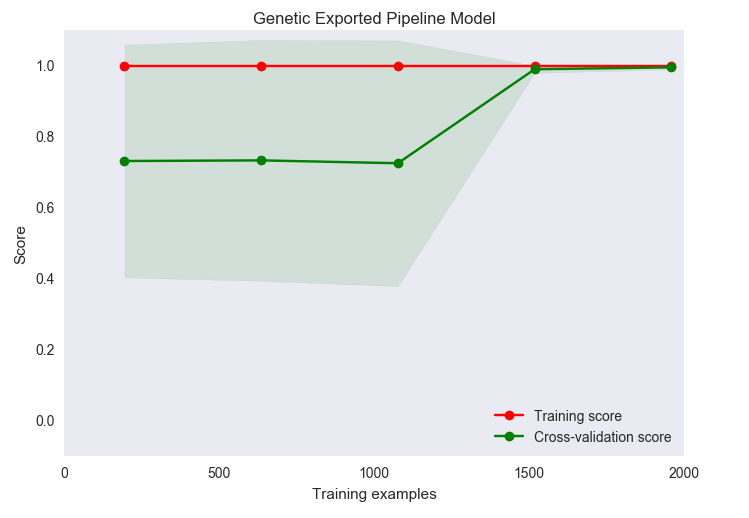 Genetic Exported Pipeline Model
Score
1.0
0.8
0.6
0.4
0.2
0.0
Training score
Cross-validation score
0 500 1000 1500 2000
Training examples